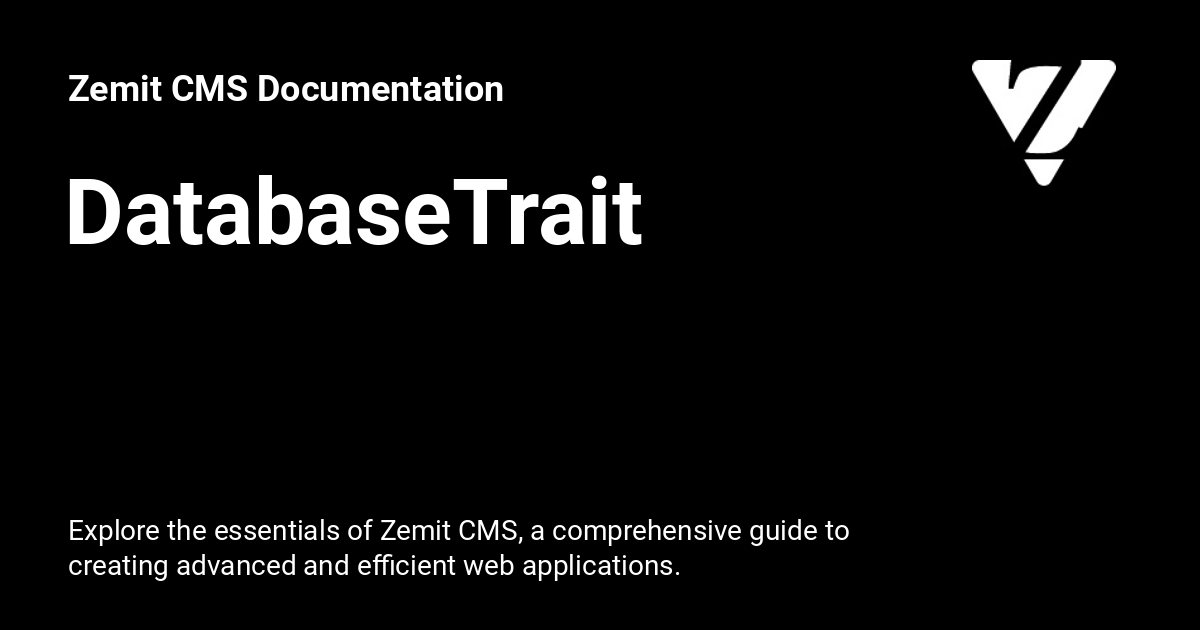 Zemit CMS Documentation
DatabaseTrait
Explore the essentials of Zemit CMS, a comprehensive guide to
creating advanced and efficient web applications.